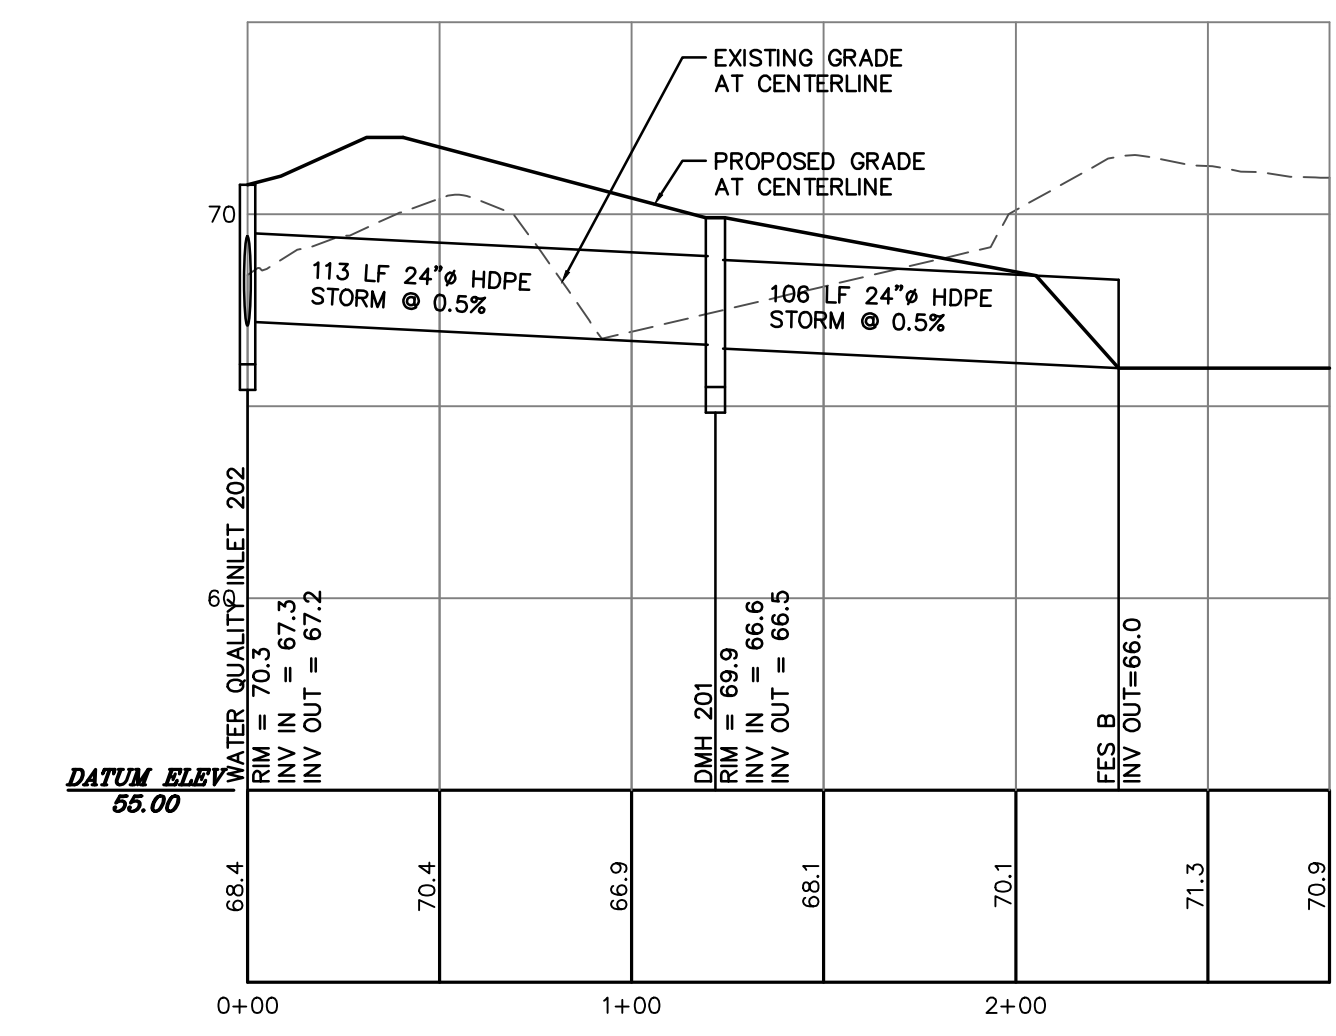 EXISTING GRADE
AT CENTERLINE
PROPOSED GRADE
AT CENTERLINE
70
113 LF 24"ø HDPE
STORM @ 0.5%
106 LF 24"ø HDPE
STORM @ 0.5%
60
WATER QUALITY INLET 202
RIM = 70.3
INV IN = 67.3
INV OUT = 67.2
DMH 201
RIM = 69.9
INV IN = 66.6
INV OUT = 66.5
FES B
INV OUT=66.0
DATUM ELEV
55.00
68.4
70.4
66.9
68.1
70.1
71.3
70.9
0+00
1+00
2+00